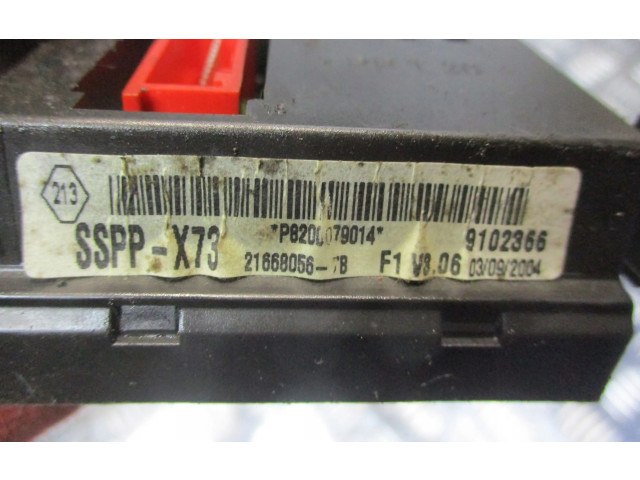 213
*P8200079014*
9102366
SSPP-X73
21668056-7B
F1 V3.06 03/09/2004